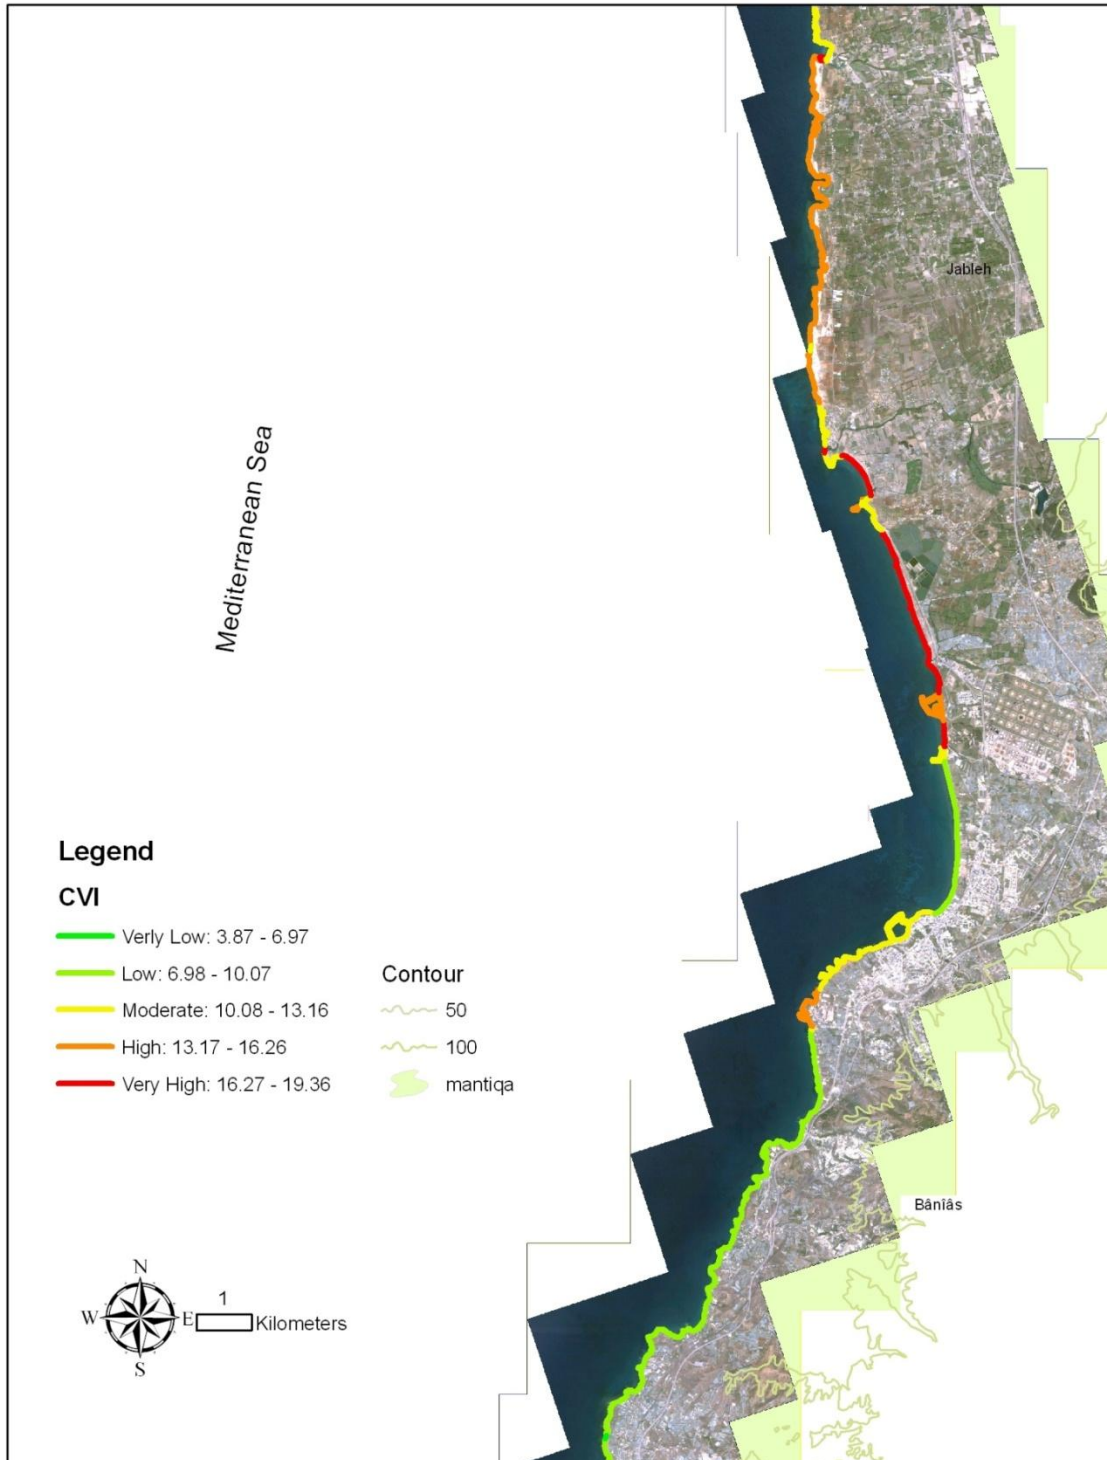 Jableh
Mediterranean Sea
Legend
CVI
Verly Low: 3.87 - 6.97
Low: 6.98 - 10.07
Moderate: 10.08 - 13.16
High: 13.17 - 16.26
Very High: 16.27 - 19.36
Contour
50
100
mantiqa
Bânîâs
N
W E
S
1
Kilometers